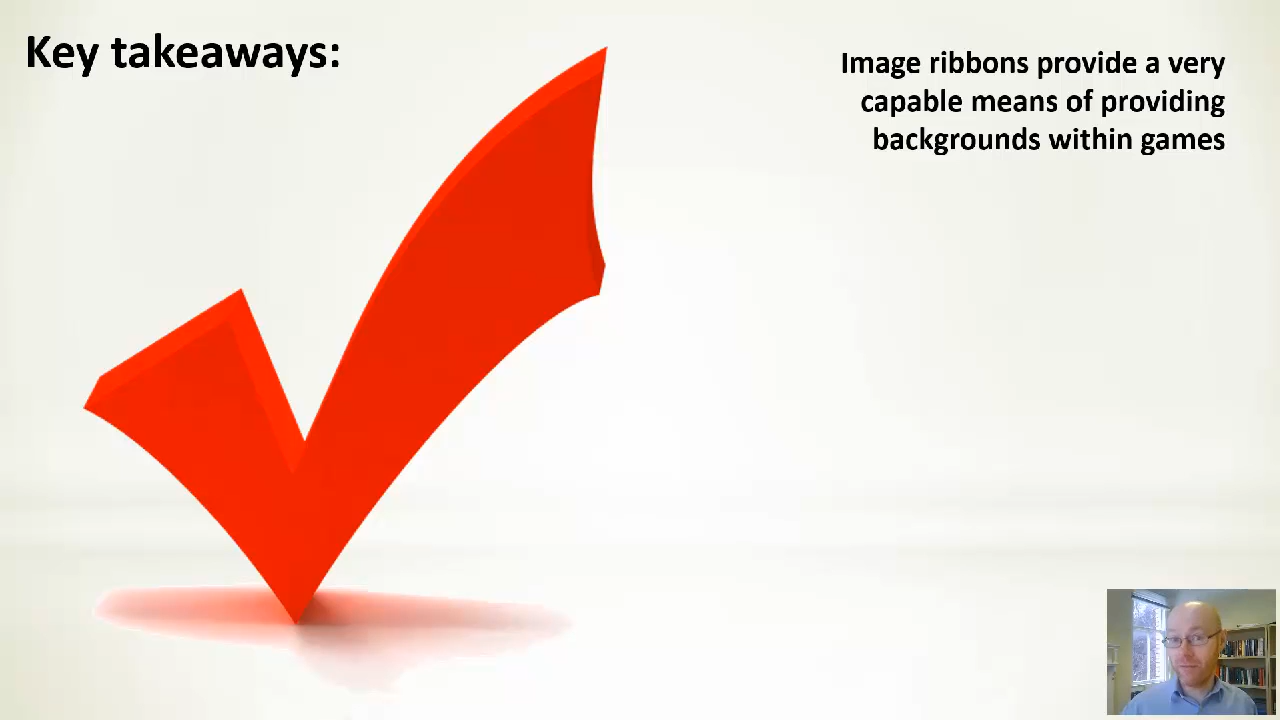 Key takeaways:
Image ribbons provide a very
capable means of providing
backgrounds within games